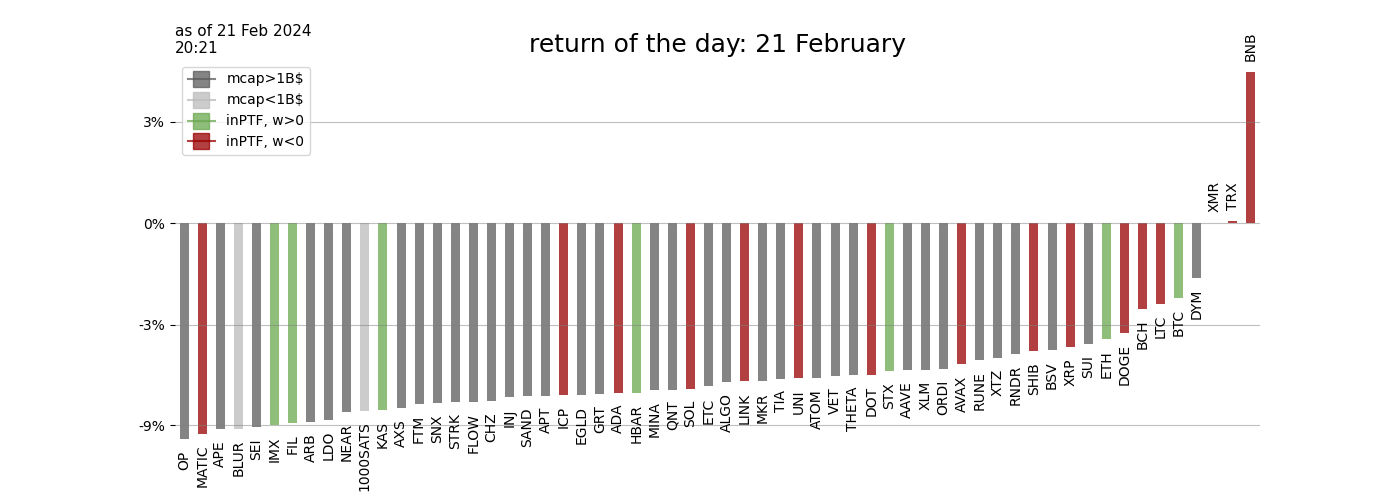 as of 21 Feb 2024
20:21
return of the day: 21 February
mcap>1B$
mcap<1B$
inPTF, w>0
inPTF, w<0
3%
0%
-3%
-9%
OP
MATIC
APE
BLUR
SEI
IMX
FIL
ARB
LDO
NEAR
1000SATS
KAS
AXS
FTM
SNX
STRK
FLOW
CHZ
INJ
SAND
APT
ICP
EGLD
GRT
ADA
HBAR
MINA
QNT
SOL
ETC
ALGO
LINK
MKR
TIA
UNI
ATOM
VET
THETA
DOT
STX
AAVE
XLM
ORDI
AVAX
RUNE
XTZ
RNDR
SHIB
BSV
XRP
SUI
ETH
DOGE
BCH
LTC
BTC
DYM
XMR
TRX
BNB